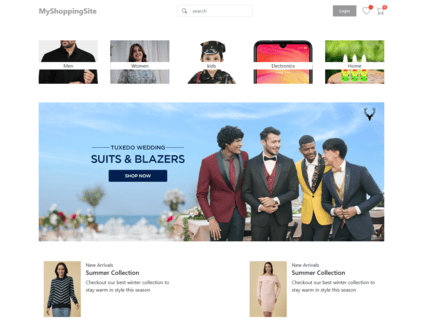 MyShoppingSite
search
Login
Men
Women
kids
Electronics
Home
TUXEDO WEDDING
SUITS & BLAZERS
SHOP NOW
New Arrivals
Summer Collection
Checkout our best winter collection to
stay warm in style this season
New Arrivals
Summer Collection
Checkout our best winter collection to
stay warm in style this season